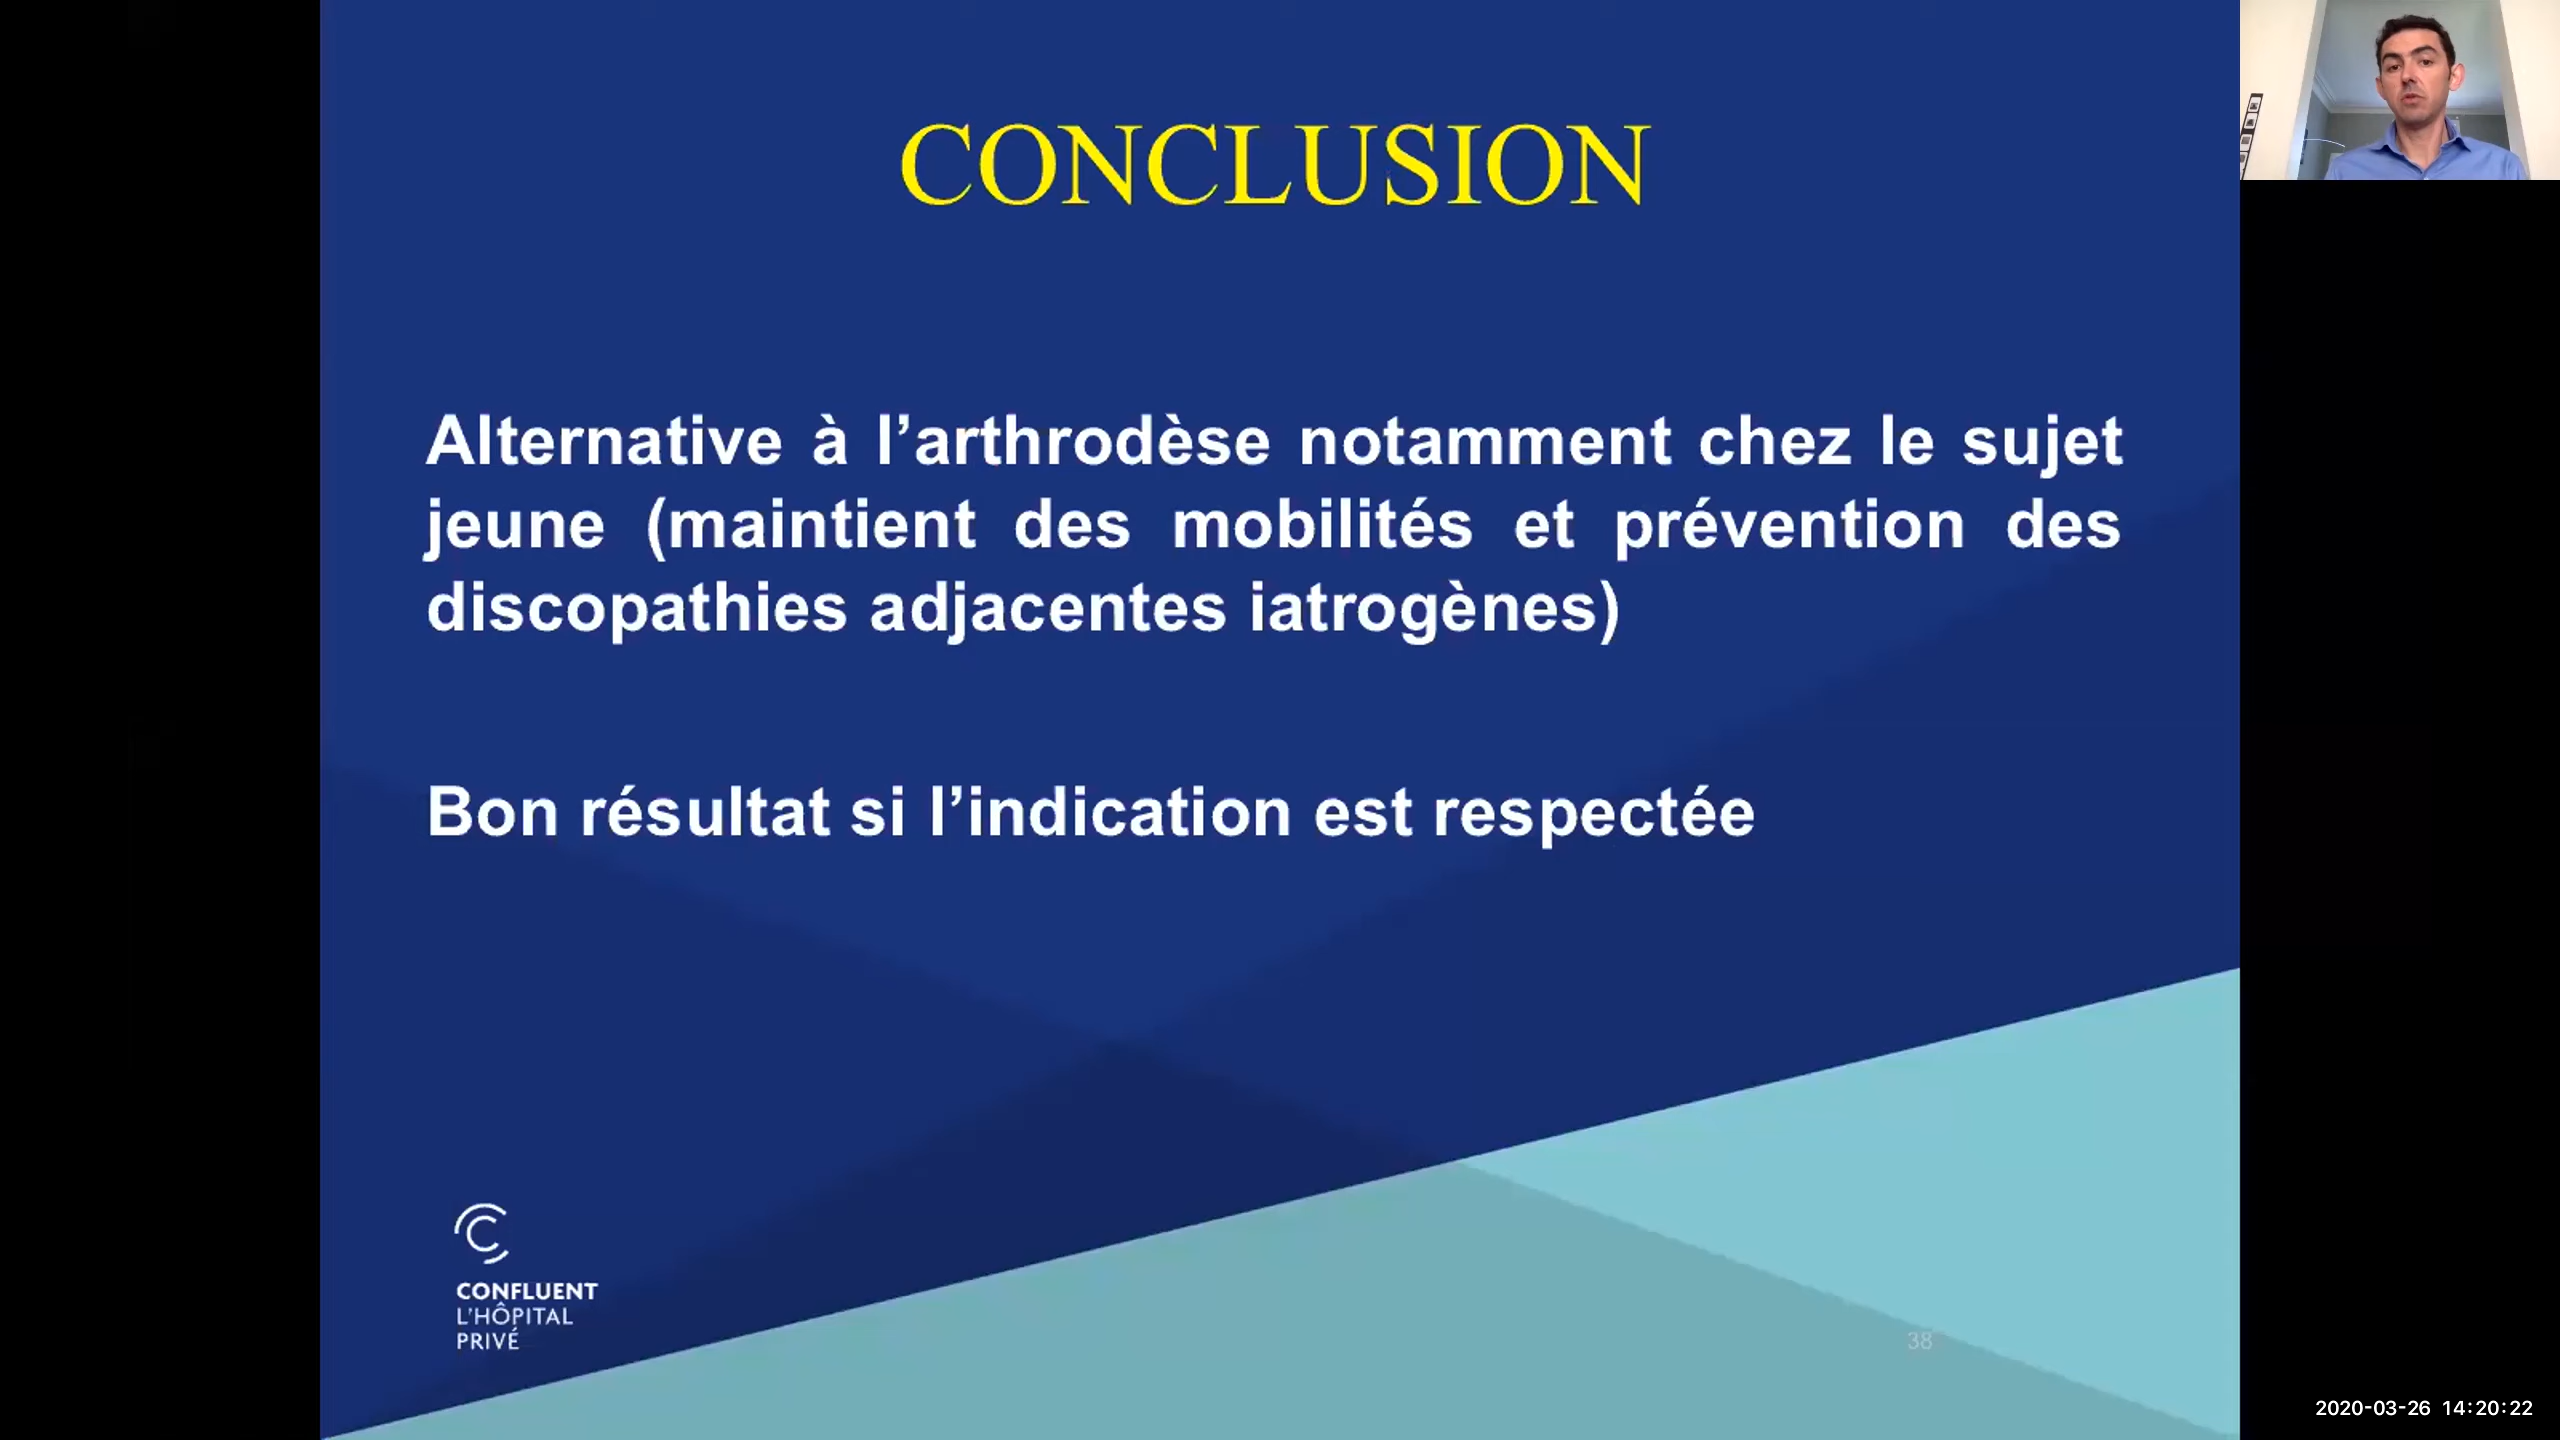 CONCLUSION
Alternative à l’arthrodèse notamment chez le sujet
jeune (maintient des mobilités et prévention des
discopathies adjacentes iatrogènes)
Bon résultat si l’indication est respectée
CONFLUENT
L’HÔPITAL
PRIVÉ
38
2020-03-26 14:20:22